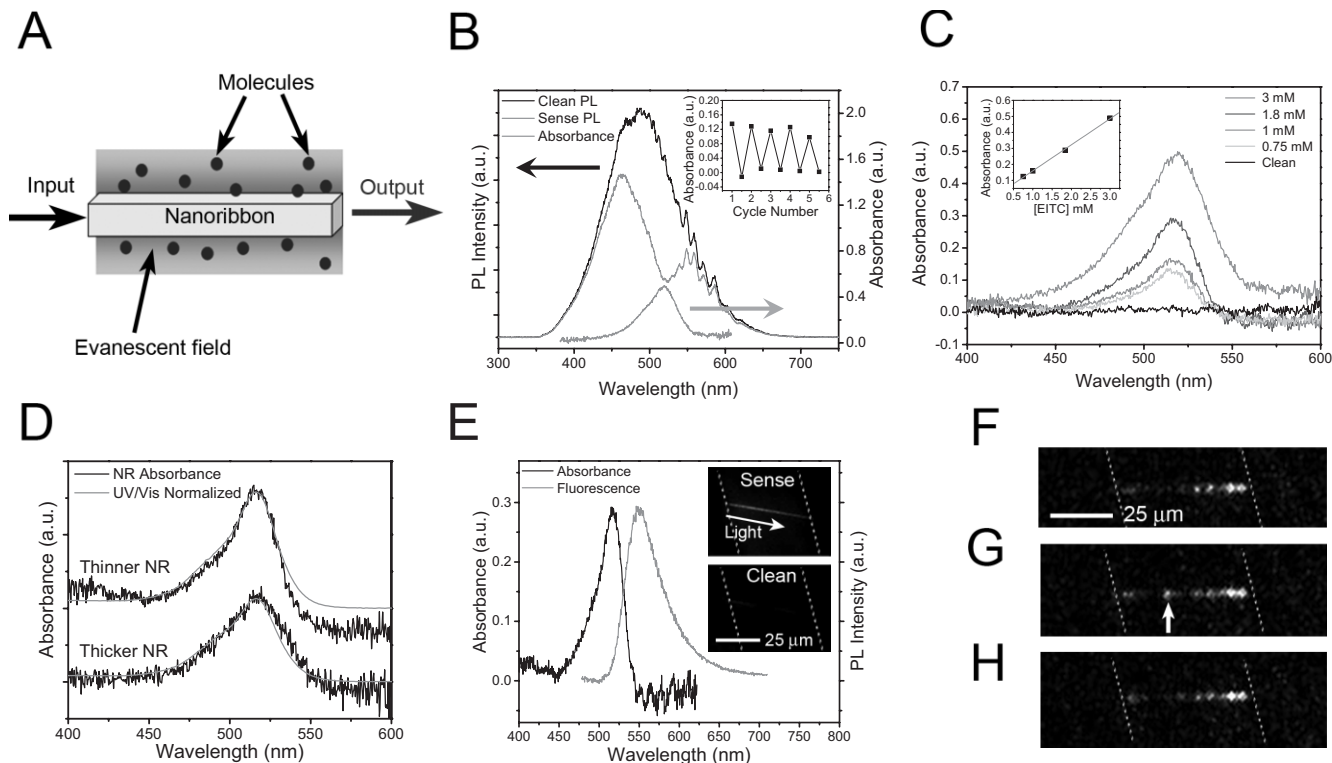 A
Molecules
Input
Output
Nanoribbon
Evanescent field
B
Clean PL
Sense PL
Absorbance
PL Intensity (a.u.)
Absorbance (a.u.)
2.0
1.6
1.2
0.8
0.4
0.0
300 400 500 600 700
Wavelength (nm)
Absorbance (a.u.)
0.20
0.16
0.12
0.08
0.04
0.00
-0.04
1 2 3 4 5 6
Cycle Number
C
Absorbance (a.u.)
0.7
0.6
0.5
0.4
0.3
0.2
0.1
0.0
-0.1
400 450 500 550 600
Wavelength (nm)
3 mM
1.8 mM
1 mM
0.75 mM
Clean
Absorbance (a.u.)
0.6
0.5
0.4
0.3
0.2
0.1
0.5 1.0 1.5 2.0 2.5 3.0
[EITC] mM
D
NR Absorbance
UV/Vis Normalized
Thinner NR
Thicker NR
Absorbance (a.u.)
400 450 500 550 600
Wavelength (nm)
E
Absorbance
Fluorescence
Absorbance (a.u.)
0.3
0.2
0.1
0.0
400 450 500 550 600 650 700 750 800
Wavelength (nm)
PL Intensity (a.u.)
Sense
Light
Clean
25 μm
F
25 μm
G
H